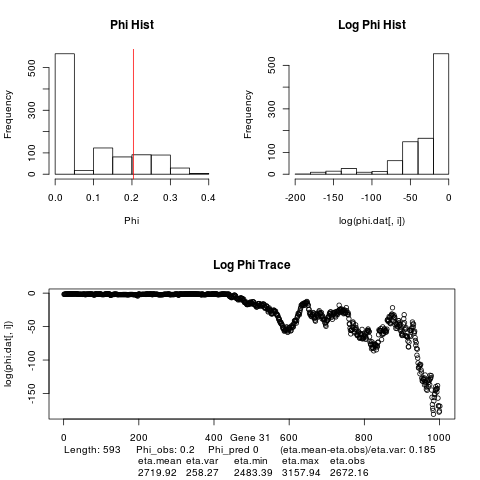 Phi Hist
Log Phi Hist
Frequency
0 100 300 500
0.0 0.1 0.2 0.3 0.4
Phi
Frequency
0 100 300 500
-200 -150 -100 -50 0
log(phi.dat[, i])
Log Phi Trace
log(phi.dat[, i])
0 -50 -100 -150
0 200 400 600 800 1000
Gene 31
Length: 593 Phi_obs: 0.2 Phi_pred 0 (eta.mean-eta.obs)/eta.var: 0.185
eta.mean eta.var eta.min eta.max eta.obs
2719.92 258.27 2483.39 3157.94 2672.16